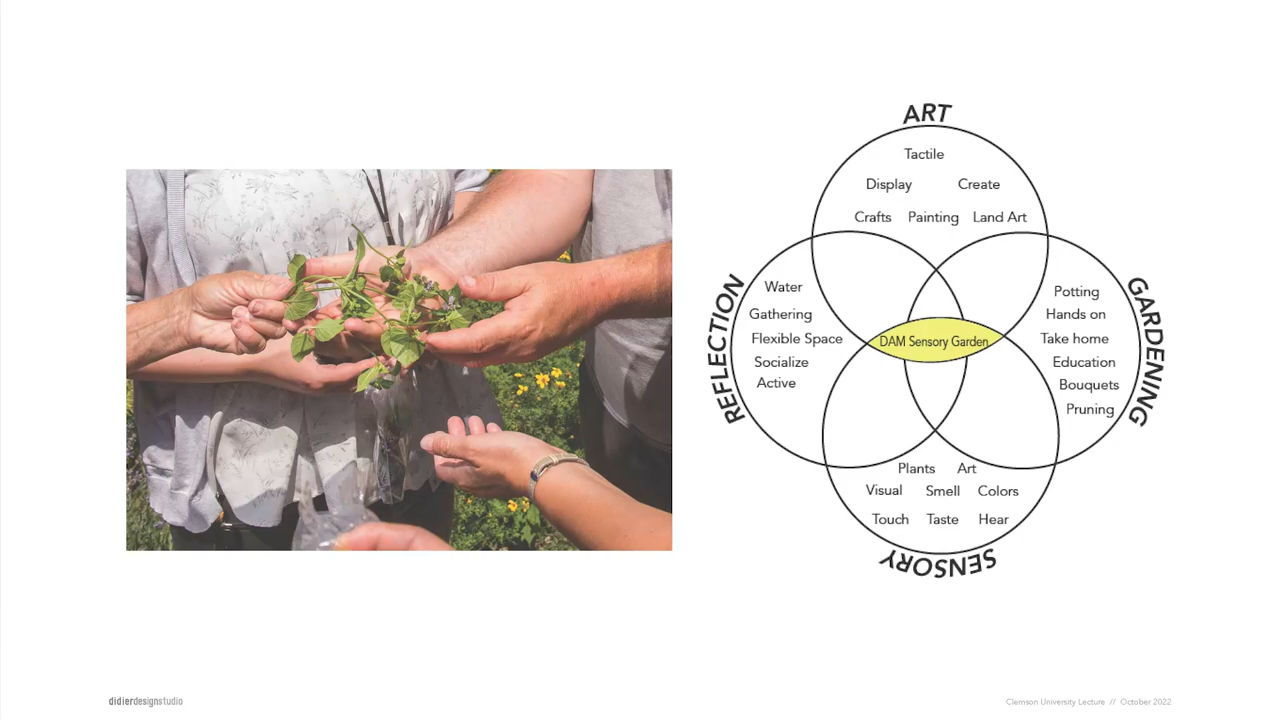 ART
Tactile
Display Create
Crafts Painting Land Art
REFLECTION
Water
Gathering
Flexible Space
Socialize
Active
DAM Sensory Garden
GARDENING
Potting
Hands on
Take home
Education
Bouquets
Pruning
Plants Art
Visual Smell Colors
Touch Taste Hear
SENSORY
didierdesignstudio
Clemson University Lecture // October 2022